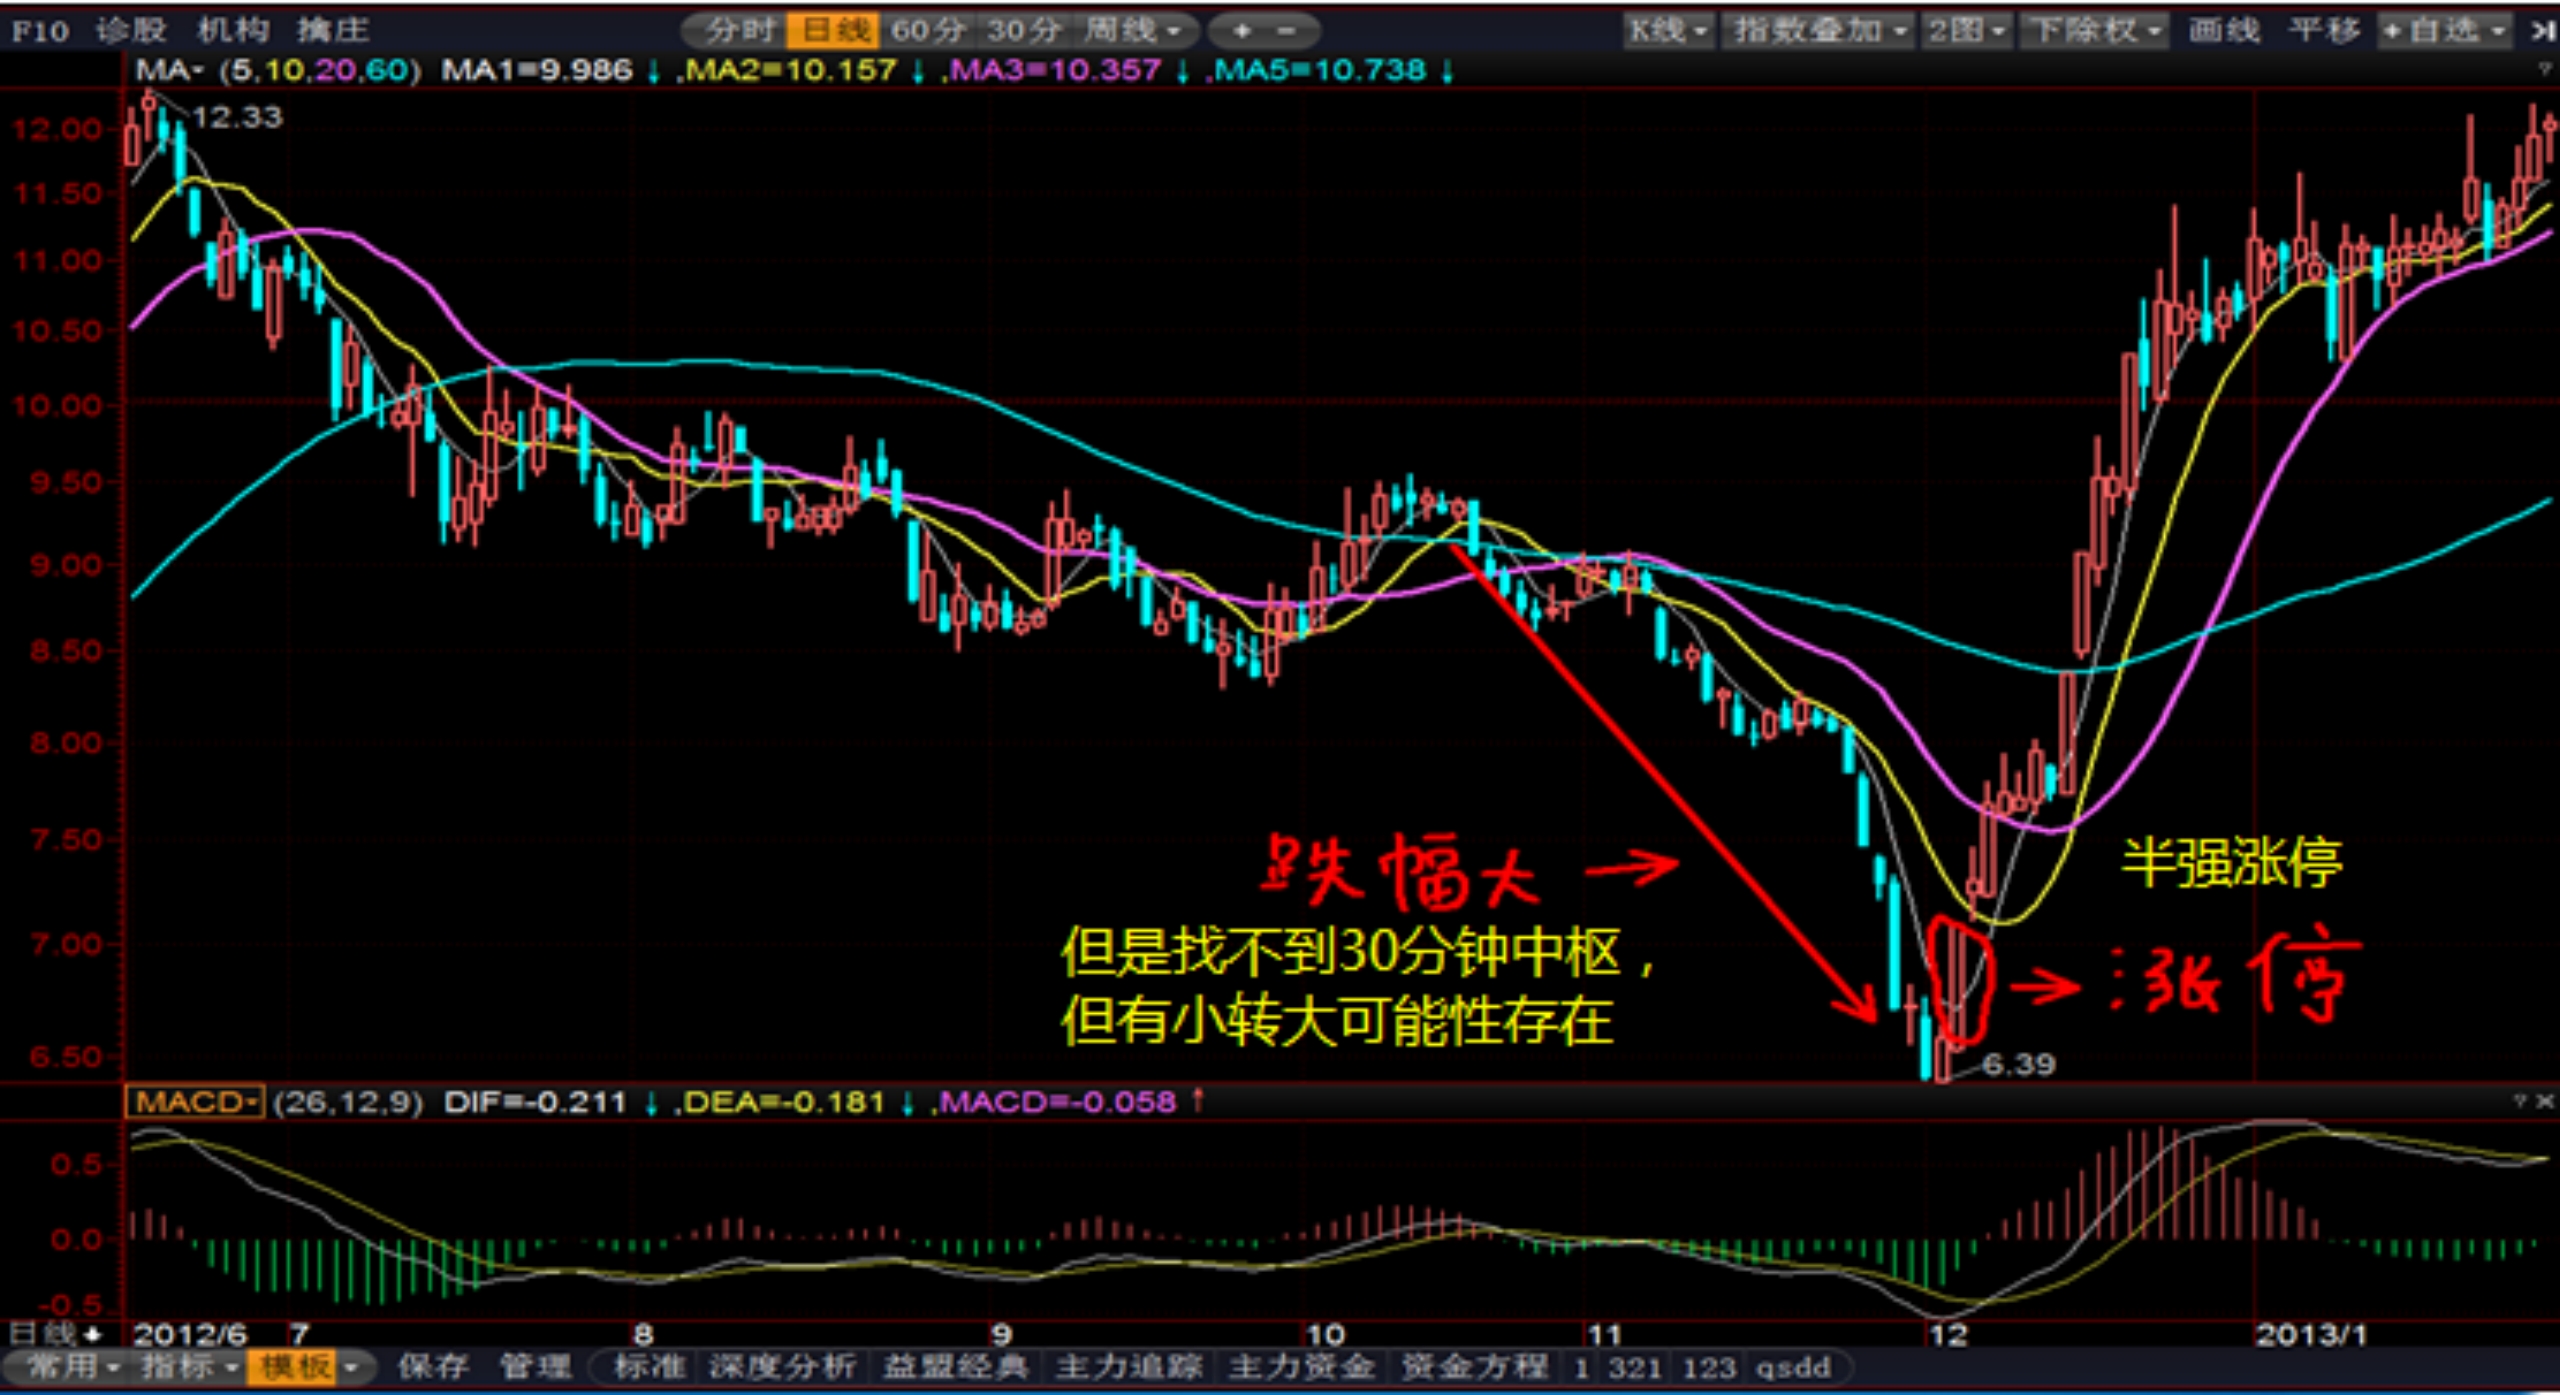 F10 诊股 机构 擒庄 分时 日线 60分 30分 周线 + - K线 指数叠加 2图 下除权 画线 平移 +自选
MA (5,10,20,60) MA1=9.986 ↓ ,MA2=10.157 ↓ ,MA3=10.357 ↓ ,MA5=10.738 ↓ ?
12.33
12.00
11.50
11.00
10.50
10.00
9.50
9.00
8.50
8.00
7.50
半强涨停
跌幅大
但是找不到30分钟中枢，
7.00
涨停
但有小转大可能性存在
6.50
6.39
MACD (26,12,9) DIF=-0.211 ↓ ,DEA=-0.181 ↓ ,MACD=-0.058 ↑ ? ×
0.5
0.0
-0.5
日线 2012/6 7 8 9 10 11 12 2013/1
常用 指标 模板 保存 管理 标准 深度分析 益盟经典 主力追踪 主力资金 资金方程 1 321 123 qsdd